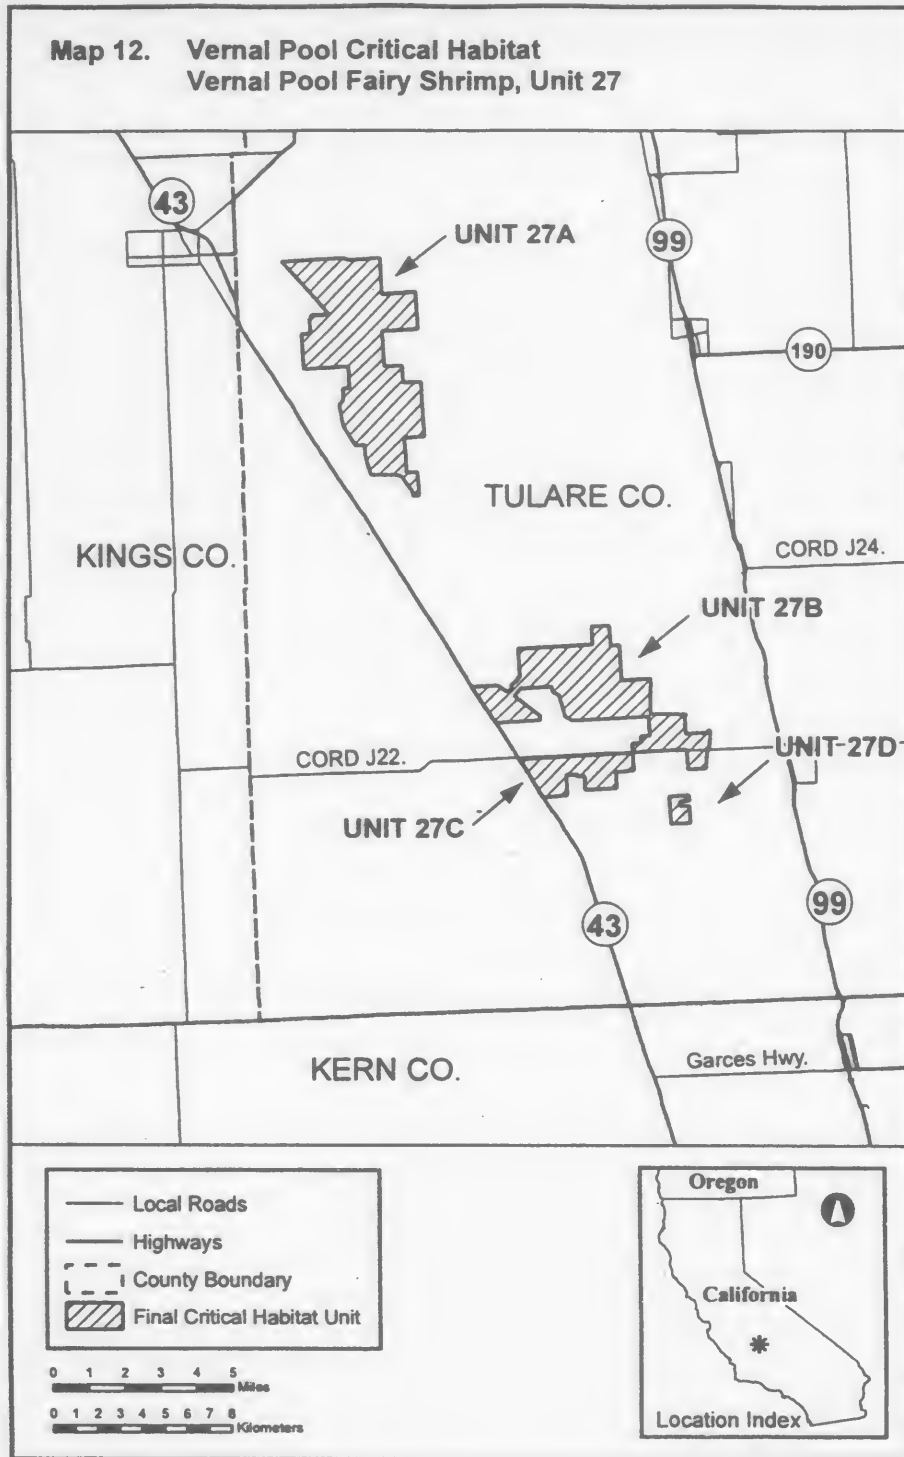 Map 12. Vernal Pool Critical Habitat
Vernal Pool Fairy Shrimp, Unit 27
43
UNIT 27A
99
190
TULARE CO.
KINGS CO.
CORD J24.
UNIT 27B
CORD J22.
UNIT 27D
UNIT 27C
99
43
KERN CO.
Garces Hwy.
Local Roads
Highways
County Boundary
Final Critical Habitat Unit
0 1 2 3 4 5
Miles
0 1 2 3 4 5 6 7 8
Kilometers
Oregon
California
Location Index